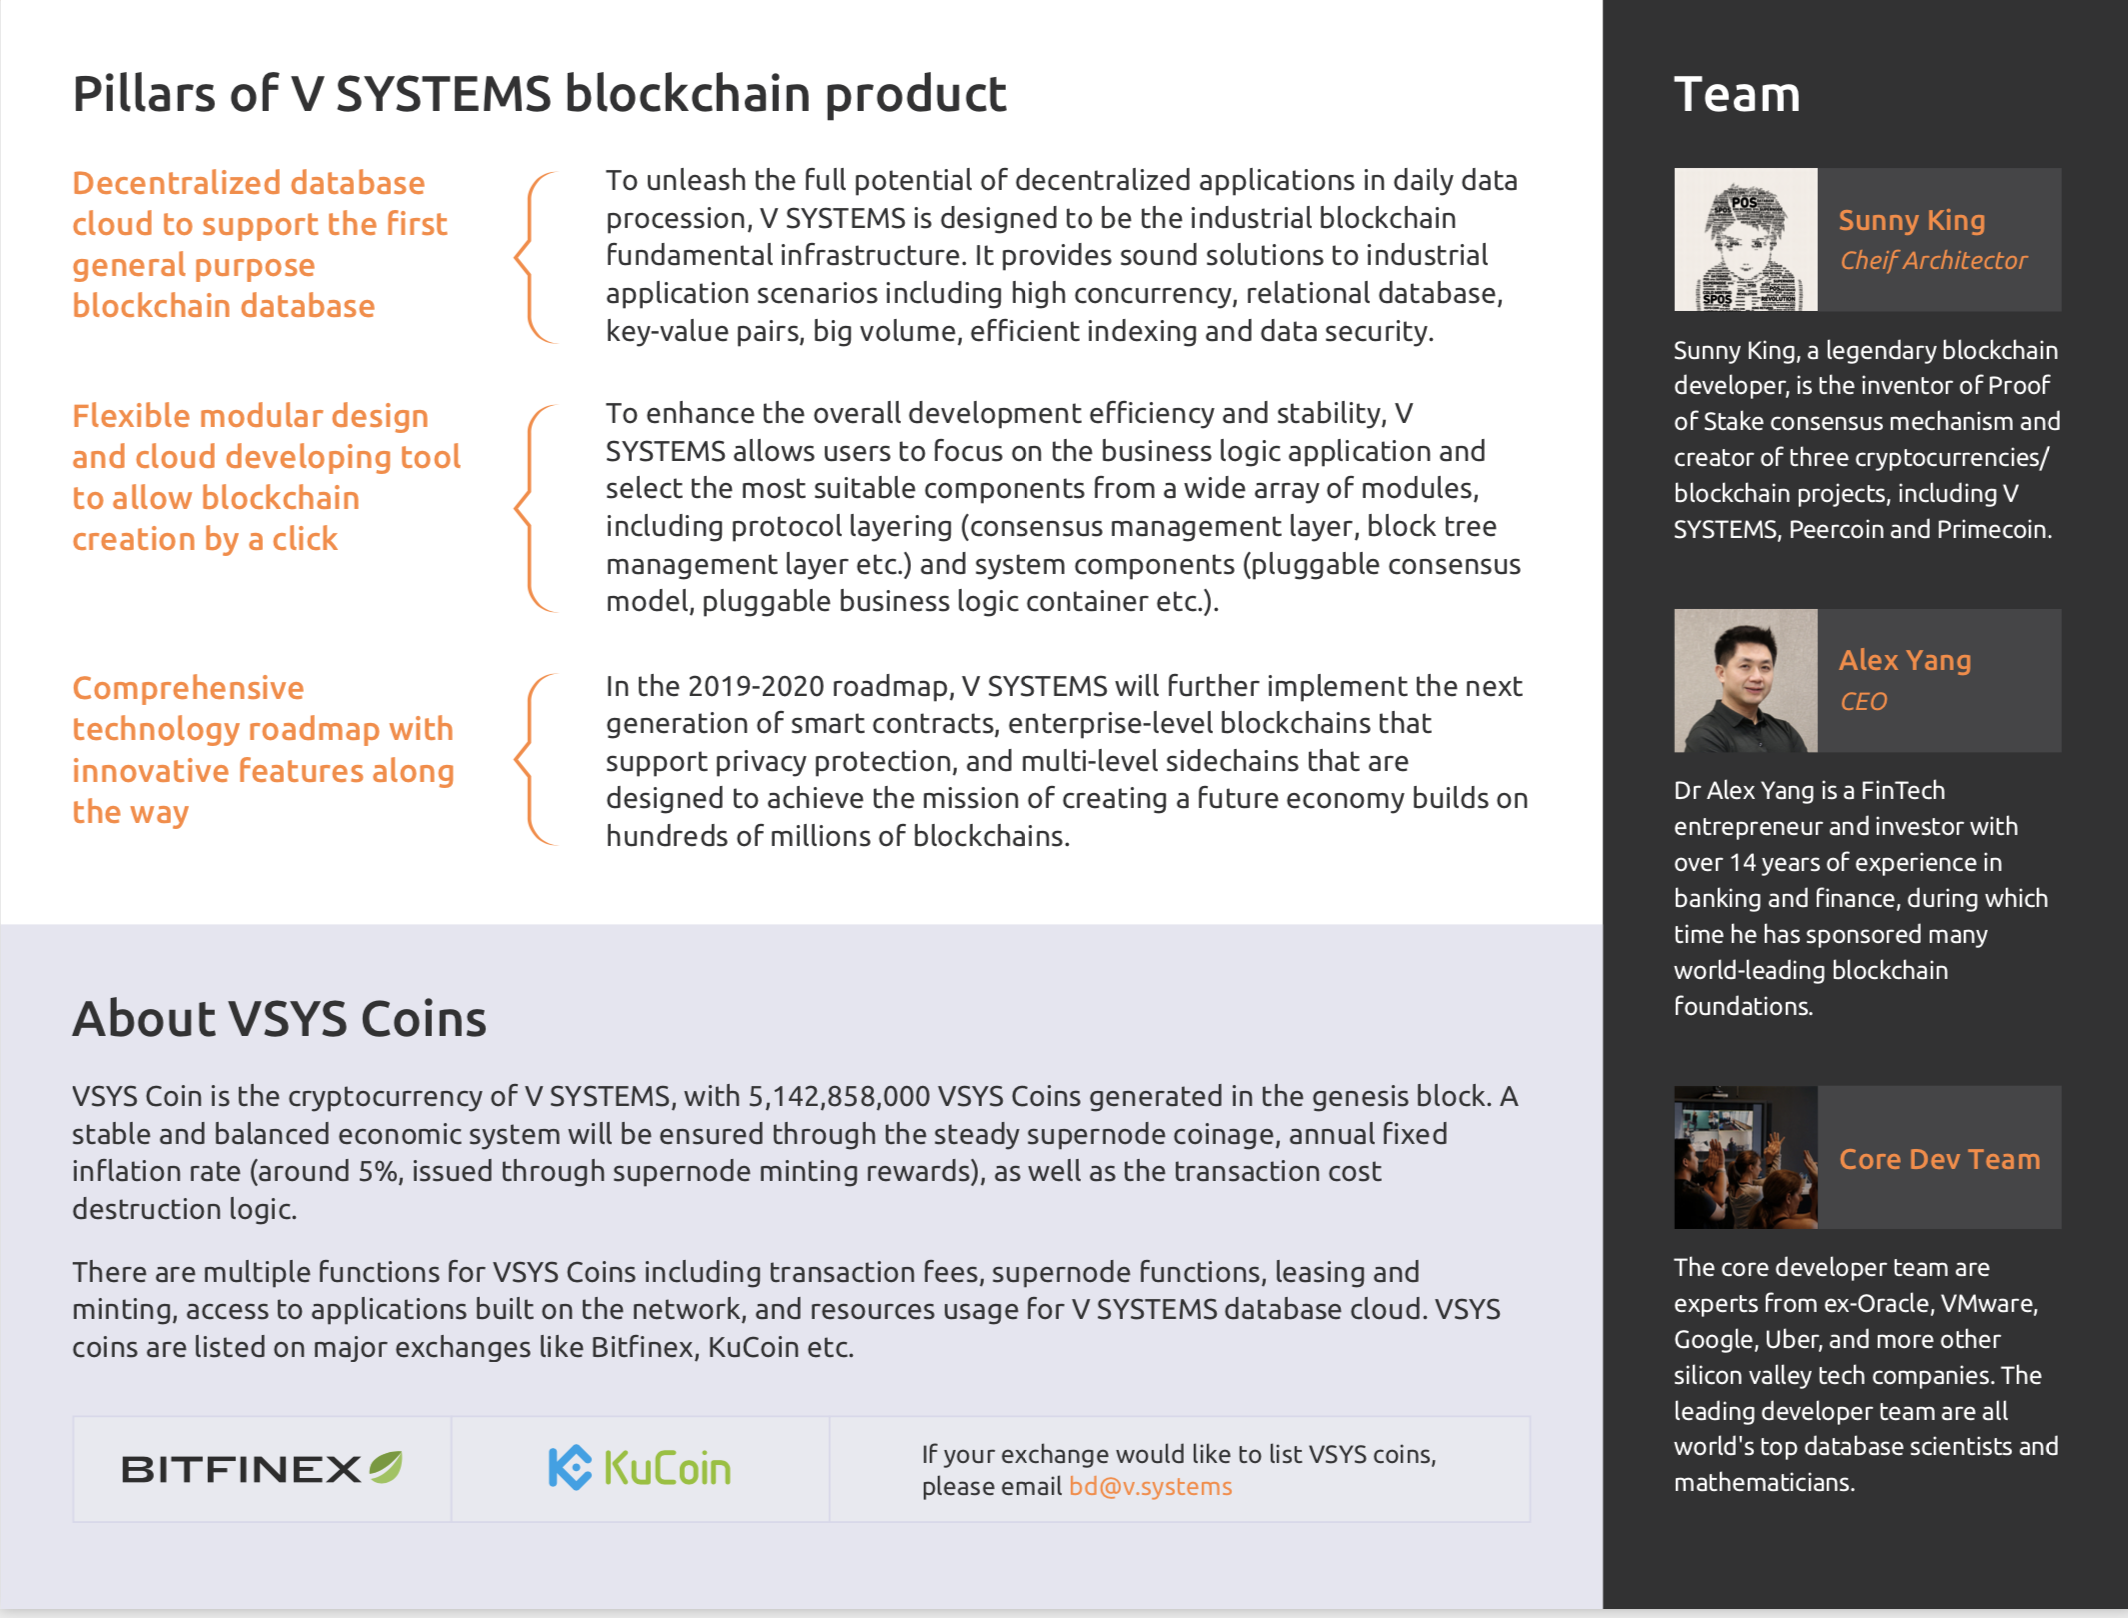 Pillars of V SYSTEMS blockchain product
Decentralized database
cloud to support the first
general purpose
blockchain database
To unleash the full potential of decentralized applications in daily data
procession, V SYSTEMS is designed to be the industrial blockchain
fundamental infrastructure. It provides sound solutions to industrial
application scenarios including high concurrency, relational database,
key-value pairs, big volume, efficient indexing and data security.
Flexible modular design
and cloud developing tool
to allow blockchain
creation by a click
To enhance the overall development efficiency and stability, V
SYSTEMS allows users to focus on the business logic application and
select the most suitable components from a wide array of modules,
including protocol layering (consensus management layer, block tree
management layer etc.) and system components (pluggable consensus
model, pluggable business logic container etc.).
Comprehensive
technology roadmap with
innovative features along
the way
In the 2019-2020 roadmap, V SYSTEMS will further implement the next
generation of smart contracts, enterprise-level blockchains that
support privacy protection, and multi-level sidechains that are
designed to achieve the mission of creating a future economy builds on
hundreds of millions of blockchains.
About VSYS Coins
VSYS Coin is the cryptocurrency of V SYSTEMS, with 5,142,858,000 VSYS Coins generated in the genesis block. A
stable and balanced economic system will be ensured through the steady supernode coinage, annual fixed
inflation rate (around 5%, issued through supernode minting rewards), as well as the transaction cost
destruction logic.
There are multiple functions for VSYS Coins including transaction fees, supernode functions, leasing and
minting, access to applications built on the network, and resources usage for V SYSTEMS database cloud. VSYS
coins are listed on major exchanges like Bitfinex, KuCoin etc.
BITFINEX
KuCoin
If your exchange would like to list VSYS coins,
please email bd@v.systems
Team
POS
SPOS
SPOS
REVOLUTION
Sunny King
Cheif Architector
Sunny King, a legendary blockchain
developer, is the inventor of Proof
of Stake consensus mechanism and
creator of three cryptocurrencies/
blockchain projects, including V
SYSTEMS, Peercoin and Primecoin.
Alex Yang
CEO
Dr Alex Yang is a FinTech
entrepreneur and investor with
over 14 years of experience in
banking and finance, during which
time he has sponsored many
world-leading blockchain
foundations.
Core Dev Team
The core developer team are
experts from ex-Oracle, VMware,
Google, Uber, and more other
silicon valley tech companies. The
leading developer team are all
world's top database scientists and
mathematicians.